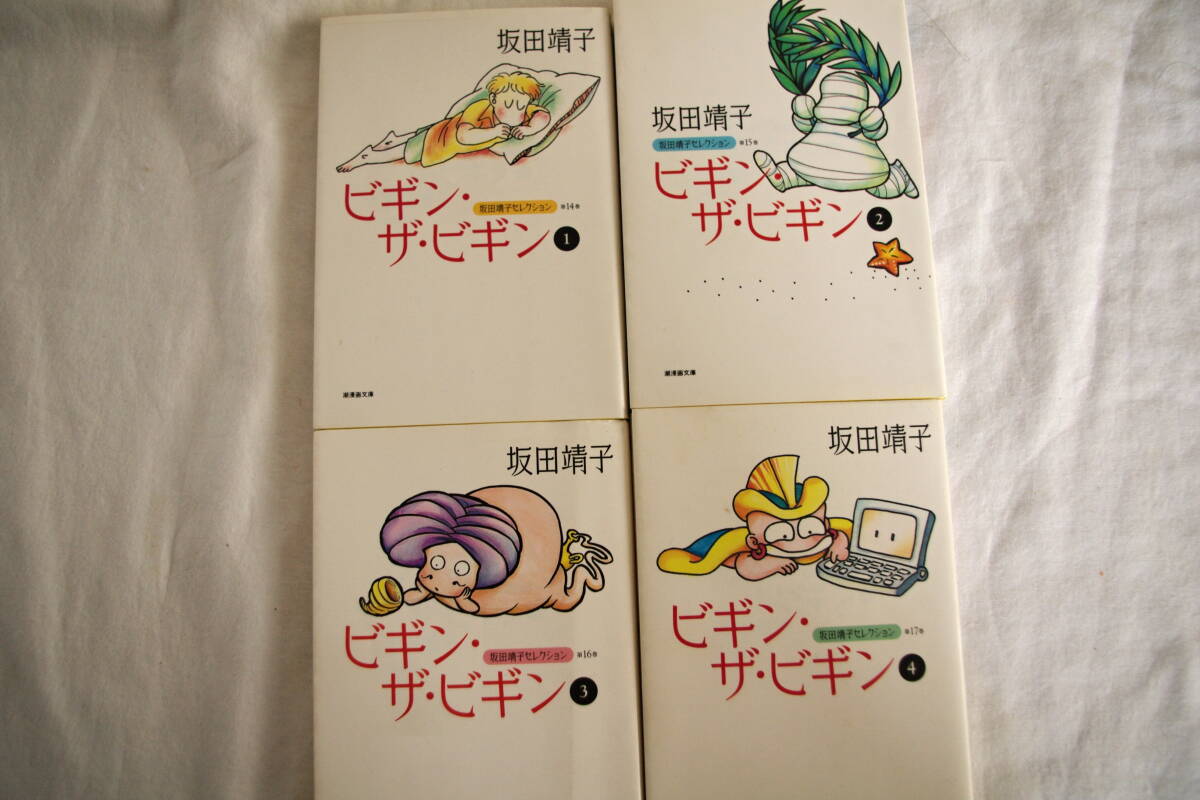 坂田靖子
ビギン・
坂田靖子セレクション 第14巻
ザ・ビギン 1
潮漫画文庫
坂田靖子
坂田靖子セレクション 第15巻
ビギン・
ザ・ビギン 2
潮漫画文庫
坂田靖子
ビギン・
坂田靖子セレクション 第16巻
ザ・ビギン 3
坂田靖子
ビギン・
坂田靖子セレクション 第17巻
ザ・ビギン 4